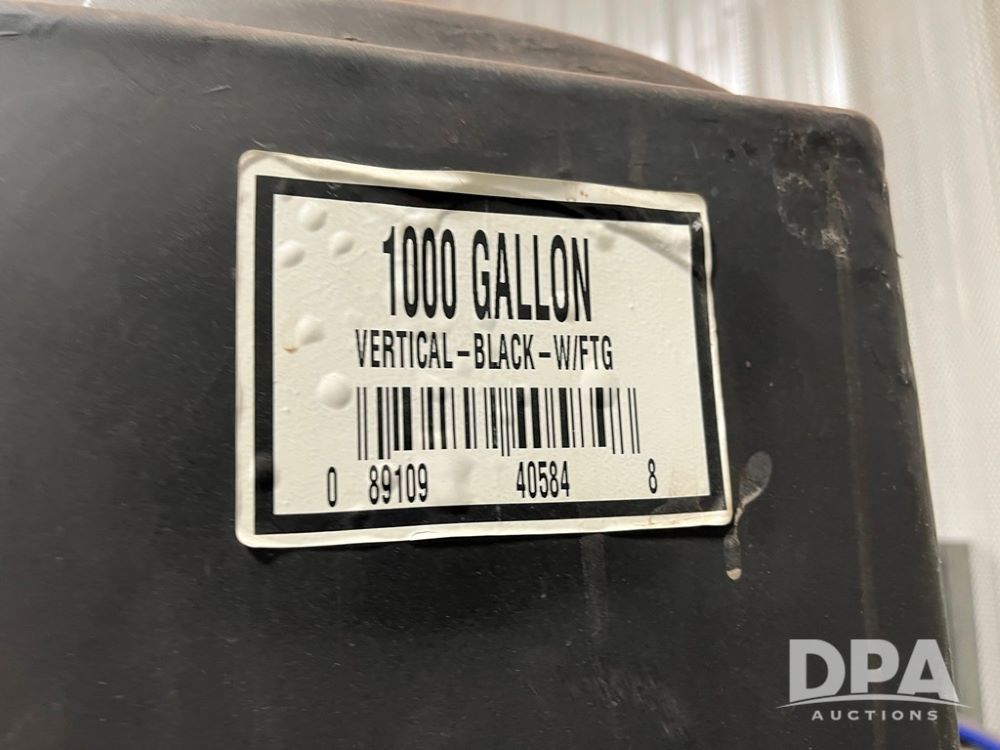 1000 GALLON
VERTICAL-BLACK-W/FTG
0 89109 40584 8
DPA
AUCTIONS